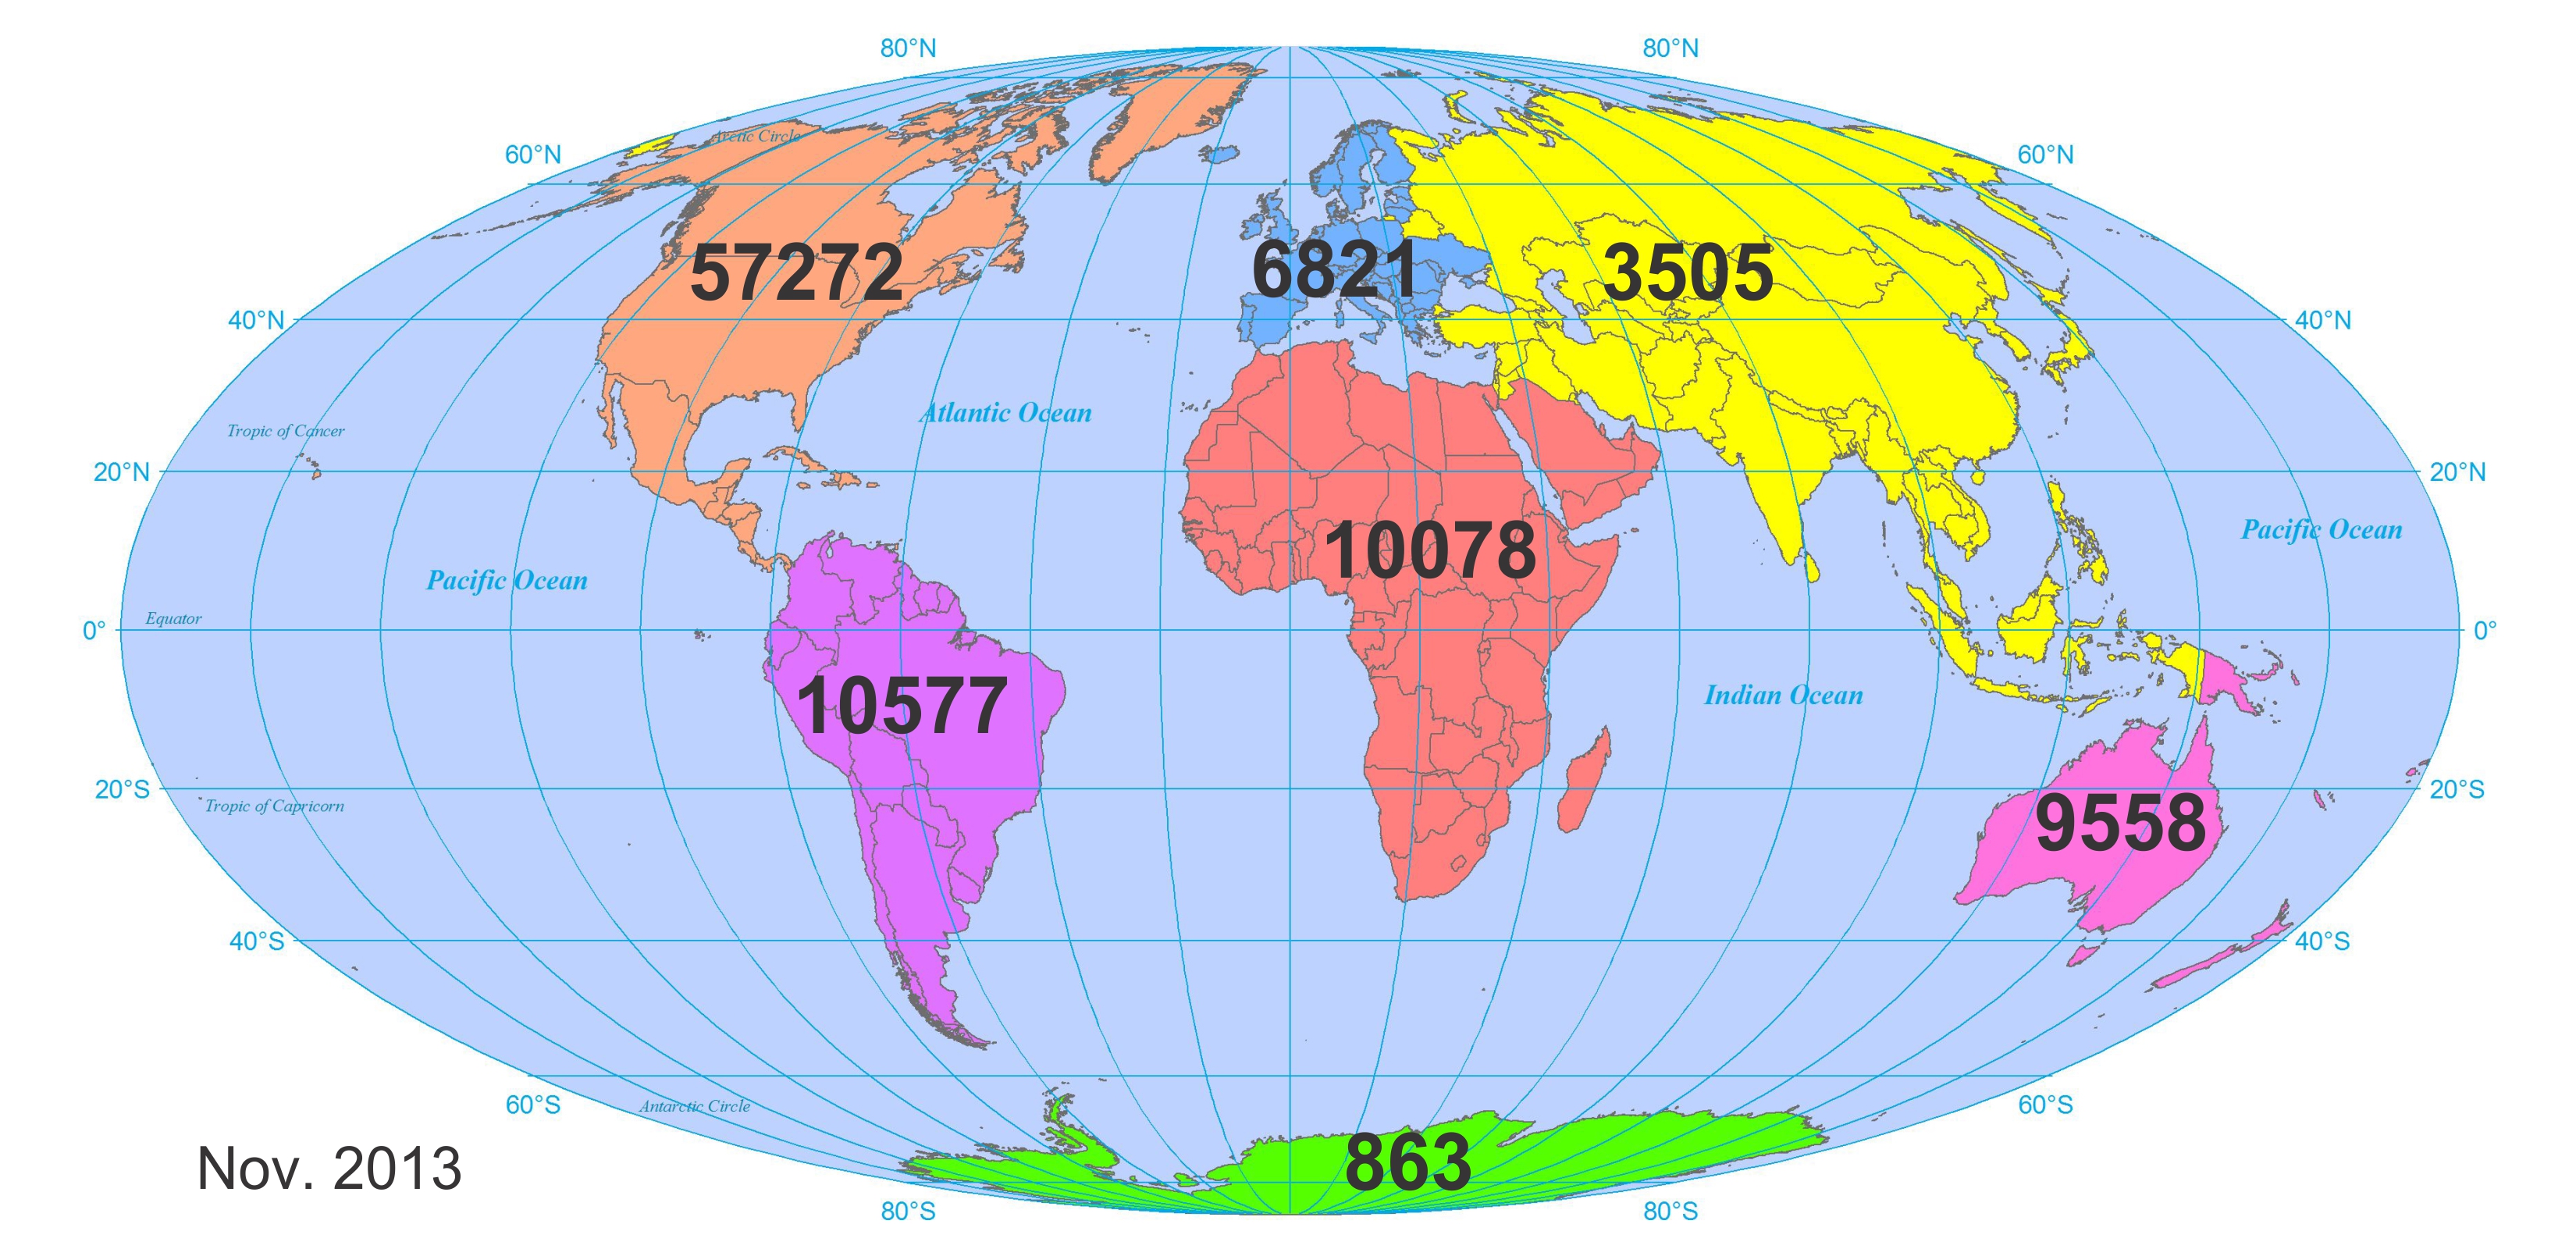 80°N 80°N
Arctic Circle
60°N 60°N
57272 6821 3505
40°N 40°N
Atlantic Ocean
Tropic of Cancer
20°N 20°N
Pacific Ocean
10078
Pacific Ocean
Equator
0° 0°
Indian Ocean
10577
20°S 20°S
Tropic of Capricorn
9558
40°S 40°S
60°S 60°S
Antarctic Circle
863
Nov. 2013
80°S 80°S